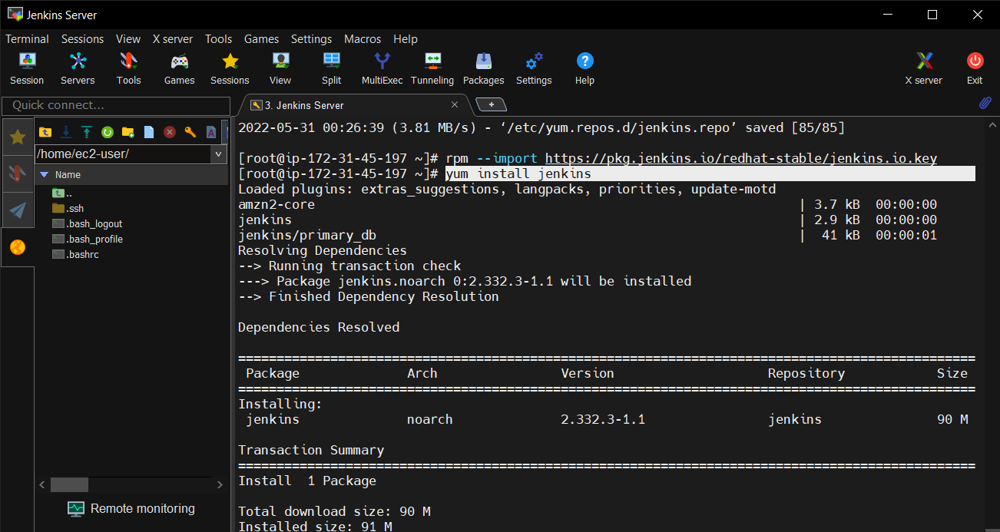 Jenkins Server
Terminal Sessions View X server Tools Games Settings Macros Help
Session Servers Tools Games Sessions View Split MultiExec Tunneling Packages Settings Help X server Exit
Quick connect...
3. Jenkins Server
/home/ec2-user/
Name
..
.ssh
.bash_logout
.bash_profile
.bashrc
Remote monitoring
2022-05-31 00:26:39 (3.81 MB/s) - ‘/etc/yum.repos.d/jenkins.repo’ saved [85/85]
[root@ip-172-31-45-197 ~]# rpm --import https://pkg.jenkins.io/redhat-stable/jenkins.io.key
[root@ip-172-31-45-197 ~]# yum install jenkins
Loaded plugins: extras_suggestions, langpacks, priorities, update-motd
amzn2-core | 3.7 kB 00:00:00
jenkins | 2.9 kB 00:00:00
jenkins/primary_db | 41 kB 00:00:01
Resolving Dependencies
--> Running transaction check
---> Package jenkins.noarch 0:2.332.3-1.1 will be installed
--> Finished Dependency Resolution
Dependencies Resolved
================================================================================================
Package Arch Version Repository Size
================================================================================================
Installing:
jenkins noarch 2.332.3-1.1 jenkins 90 M
Transaction Summary
================================================================================================
Install 1 Package
Total download size: 90 M
Installed size: 91 M